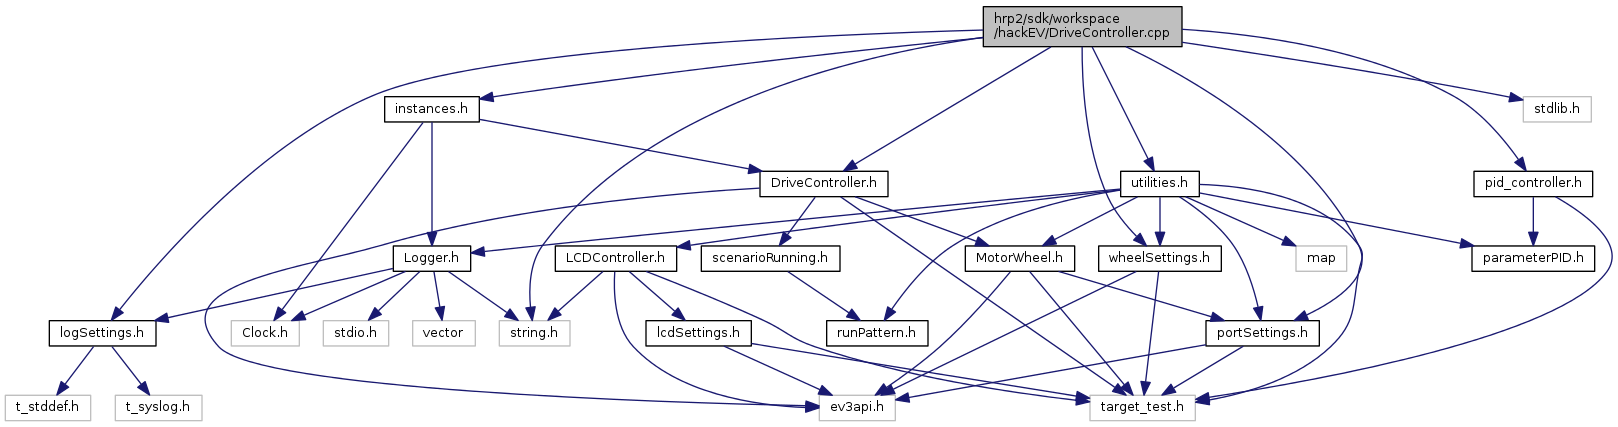 hrp2/sdk/workspace
/hackEV/DriveController.cpp
instances.h
stdlib.h
DriveController.h
utilities.h
pid_controller.h
Logger.h
LCDController.h
scenarioRunning.h
MotorWheel.h
wheelSettings.h
map
parameterPID.h
logSettings.h
Clock.h
stdio.h
vector
string.h
lcdSettings.h
runPattern.h
portSettings.h
t_stddef.h
t_syslog.h
ev3api.h
target_test.h